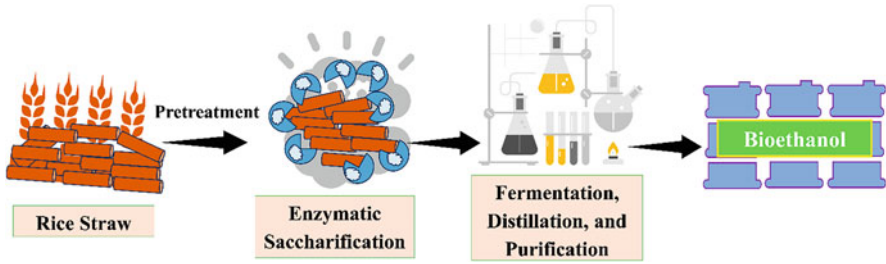 Pretreatment
Rice Straw
Enzymatic
Saccharification
Fermentation,
Distillation, and
Purification
Bioethanol